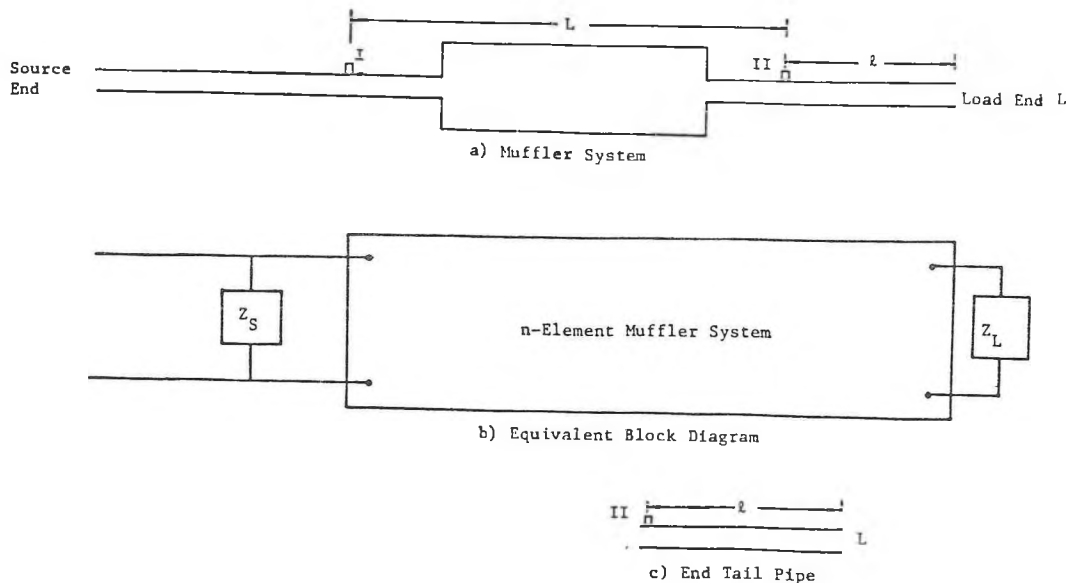 L
I
II
ℓ
Source
End
Load End L
a) Muffler System
Z_S
n-Element Muffler System
Z_L
b) Equivalent Block Diagram
II
ℓ
L
c) End Tail Pipe